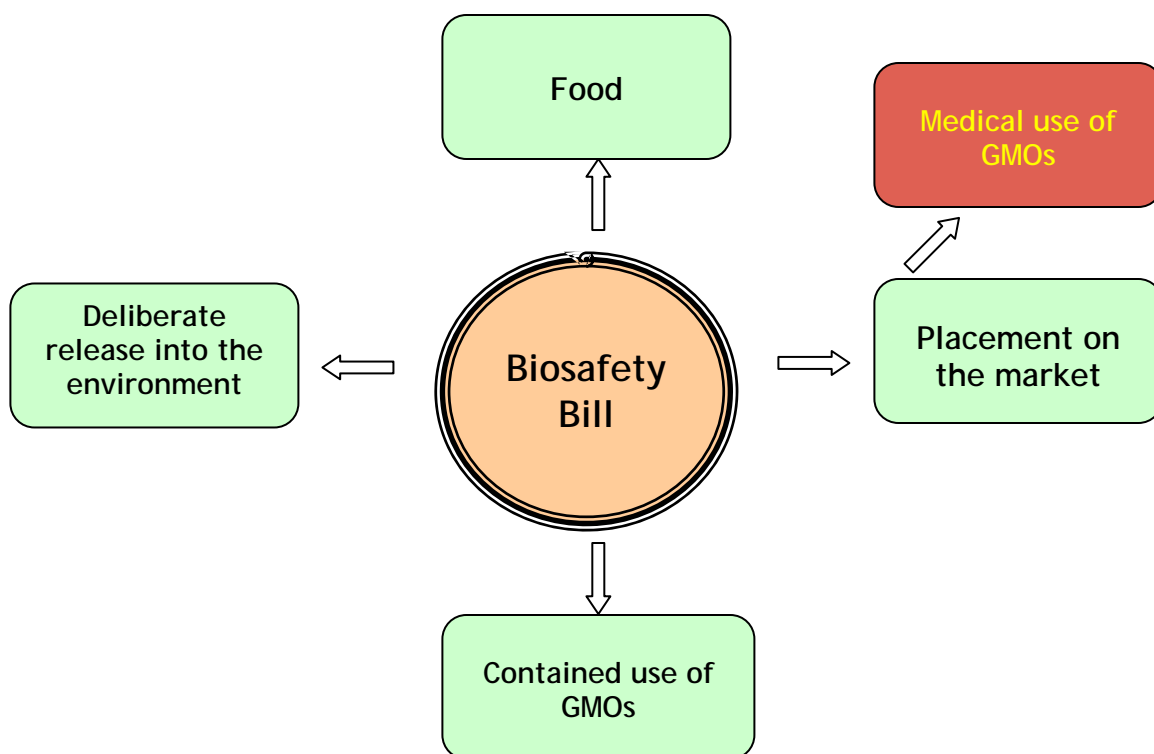 Food
Medical use of
GMOs
Deliberate
release into the
environment
Biosafety
Bill
Placement on
the market
Contained use of
GMOs